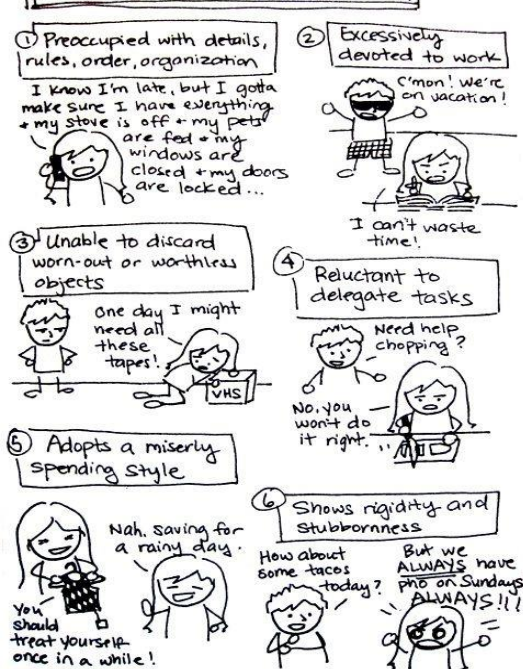 ① Preoccupied with details,
rules, order, organization
I know I'm late, but I gotta
make sure I have everything
+ my stove is off + my pets
are fed + my
windows are
closed + my doors
are locked...
② Excessively
devoted to work
C'mon! We're
on vacation!
I can't waste
time!
③ Unable to discard
worn-out or worthless
objects
One day I might
need all
these
tapes!
VHS
④ Reluctant to
delegate tasks
Need help
chopping?
No, you
won't do
it right...
⑤ Adopts a miserly
spending style
Nah. Saving for
a rainy day.
You
should
treat yourself
once in a while!
⑥ Shows rigidity and
stubbornness
How about
some tacos
today?
But we
ALWAYS have
pho on Sundays
ALWAYS!!!